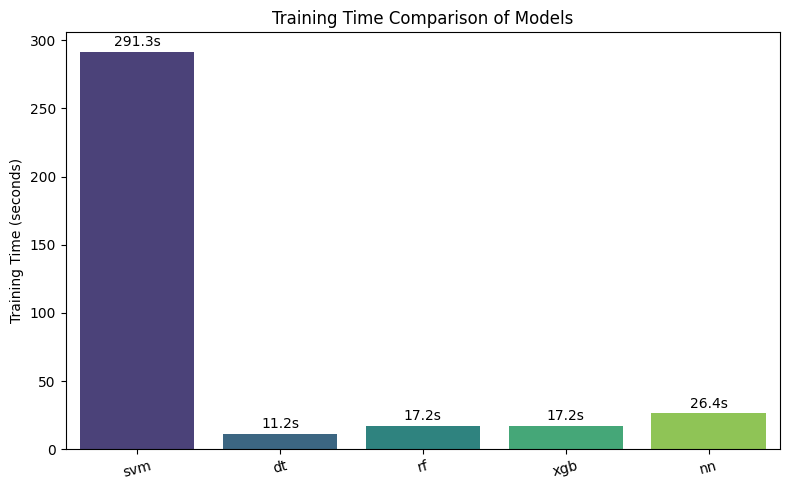 Training Time Comparison of Models
Training Time (seconds)
300
250
200
150
100
50
0
291.3s
11.2s
17.2s
17.2s
26.4s
svm
dt
rf
xgb
nn